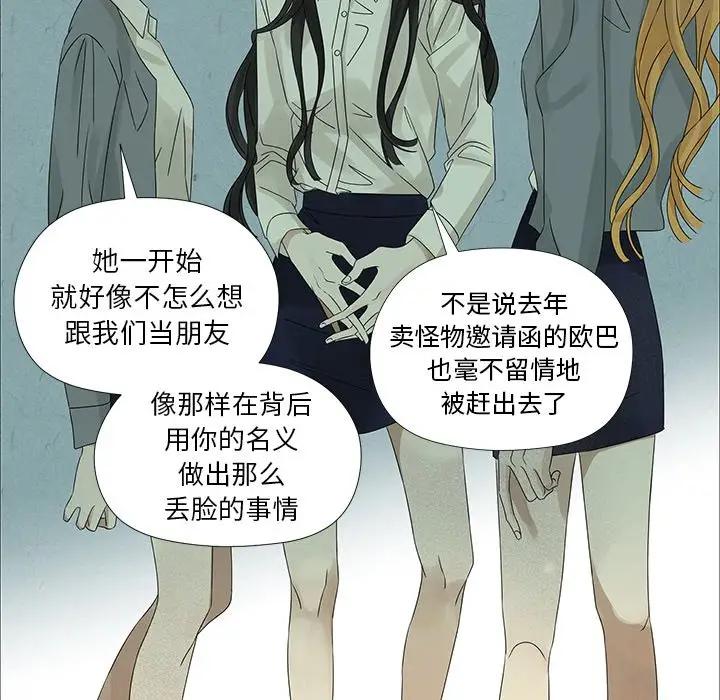 她一开始
就好像不怎么想
跟我们当朋友
像那样在背后
用你的名义
做出那么
丢脸的事情
不是说去年
卖怪物邀请函的欧巴
也毫不留情地
被赶出去了